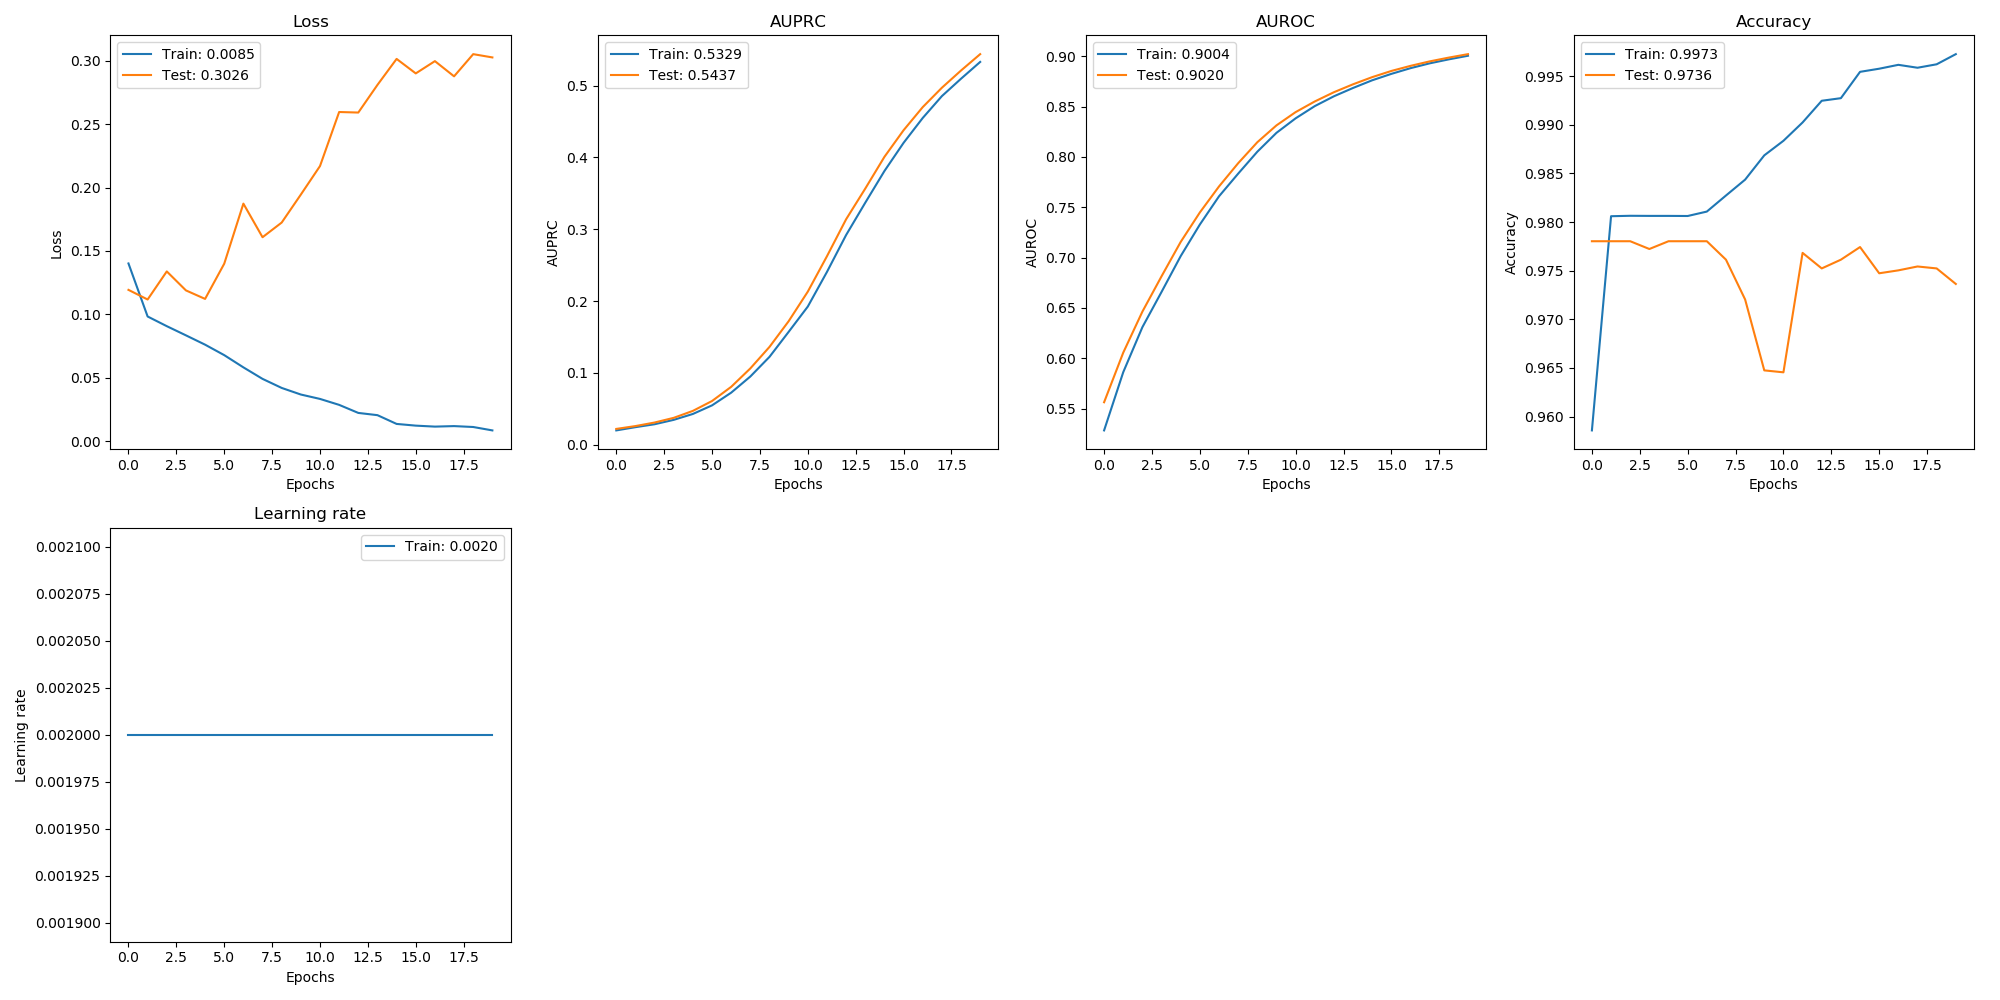 Loss
Train: 0.0085
Test: 0.3026
0.30
0.25
0.20
0.15
0.10
0.05
0.00
Loss
0.0 2.5 5.0 7.5 10.0 12.5 15.0 17.5
Epochs
AUPRC
Train: 0.5329
Test: 0.5437
0.5
0.4
0.3
0.2
0.1
0.0
AUPRC
0.0 2.5 5.0 7.5 10.0 12.5 15.0 17.5
Epochs
AUROC
Train: 0.9004
Test: 0.9020
0.90
0.85
0.80
0.75
0.70
0.65
0.60
0.55
AUROC
0.0 2.5 5.0 7.5 10.0 12.5 15.0 17.5
Epochs
Accuracy
Train: 0.9973
Test: 0.9736
0.995
0.990
0.985
0.980
0.975
0.970
0.965
0.960
Accuracy
0.0 2.5 5.0 7.5 10.0 12.5 15.0 17.5
Epochs
Learning rate
Train: 0.0020
0.002100
0.002075
0.002050
0.002025
0.002000
0.001975
0.001950
0.001925
0.001900
Learning rate
0.0 2.5 5.0 7.5 10.0 12.5 15.0 17.5
Epochs